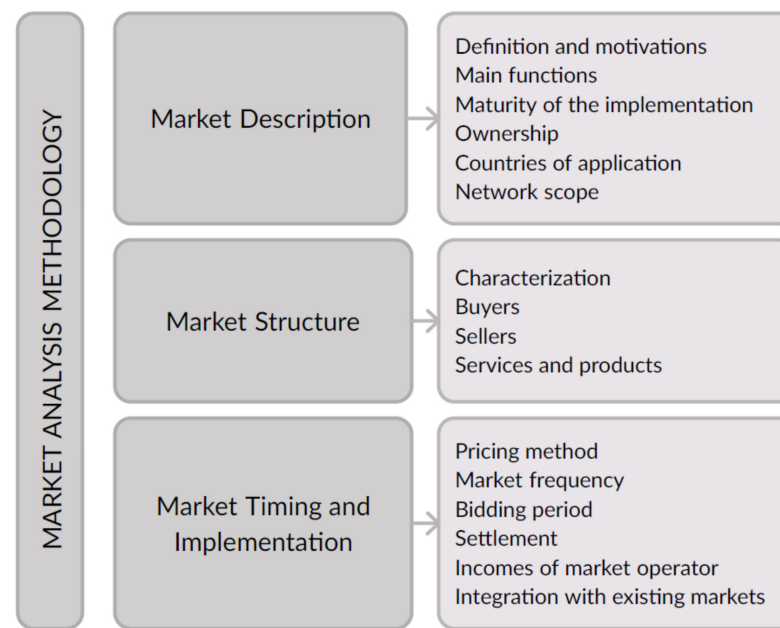 MARKET ANALYSIS METHODOLOGY
Market Description
Definition and motivations
Main functions
Maturity of the implementation
Ownership
Countries of application
Network scope
Market Structure
Characterization
Buyers
Sellers
Services and products
Market Timing and
Implementation
Pricing method
Market frequency
Bidding period
Settlement
Incomes of market operator
Integration with existing markets